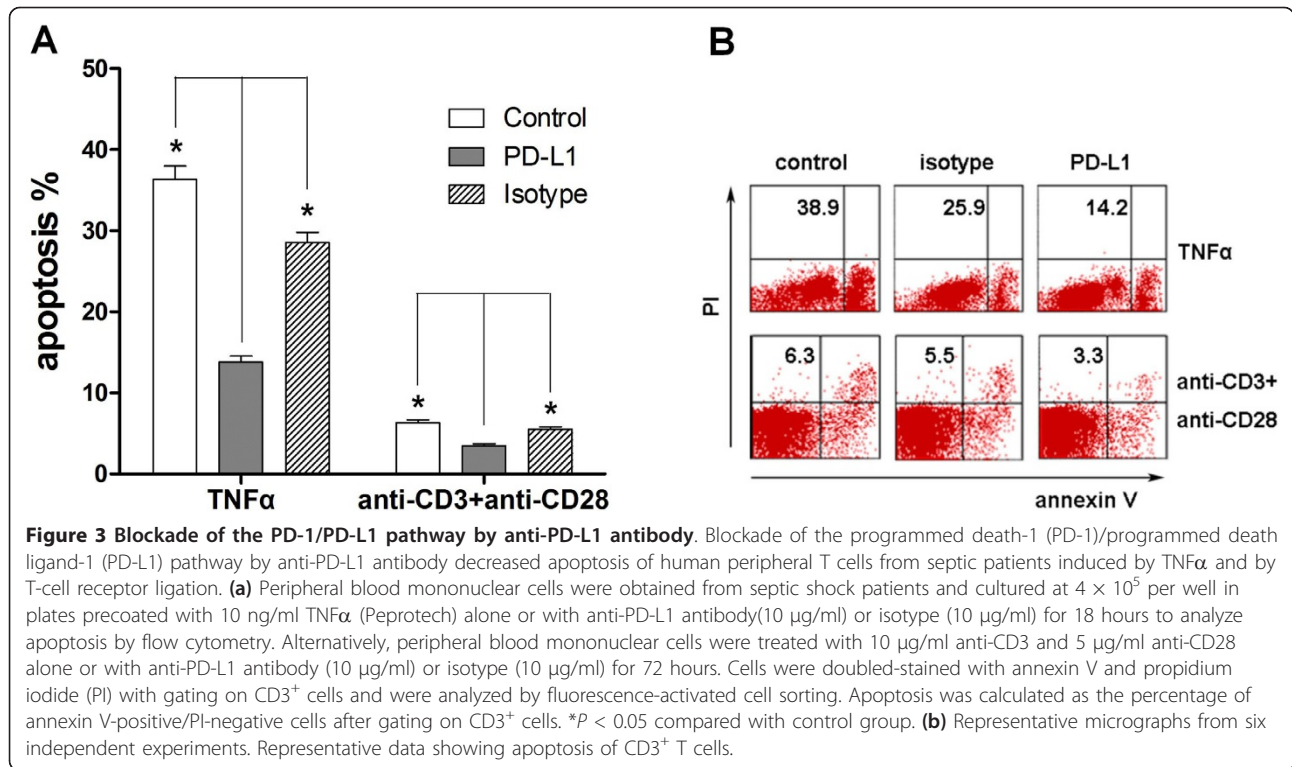 A
50
40
30
20
10
0
apoptosis %
*
*
*
*
Control
PD-L1
Isotype
TNFα
anti-CD3+anti-CD28
B
control
isotype
PD-L1
38.9
25.9
14.2
TNFα
PI
6.3
5.5
3.3
anti-CD3+
anti-CD28
annexin V
Figure 3 Blockade of the PD-1/PD-L1 pathway by anti-PD-L1 antibody. Blockade of the programmed death-1 (PD-1)/programmed death
ligand-1 (PD-L1) pathway by anti-PD-L1 antibody decreased apoptosis of human peripheral T cells from septic patients induced by TNFα and by
T-cell receptor ligation. (a) Peripheral blood mononuclear cells were obtained from septic shock patients and cultured at 4 × 10⁵ per well in
plates precoated with 10 ng/ml TNFα (Peprotech) alone or with anti-PD-L1 antibody(10 μg/ml) or isotype (10 μg/ml) for 18 hours to analyze
apoptosis by flow cytometry. Alternatively, peripheral blood mononuclear cells were treated with 10 μg/ml anti-CD3 and 5 μg/ml anti-CD28
alone or with anti-PD-L1 antibody (10 μg/ml) or isotype (10 μg/ml) for 72 hours. Cells were doubled-stained with annexin V and propidium
iodide (PI) with gating on CD3⁺ cells and were analyzed by fluorescence-activated cell sorting. Apoptosis was calculated as the percentage of
annexin V-positive/PI-negative cells after gating on CD3⁺ cells. *P < 0.05 compared with control group. (b) Representative micrographs from six
independent experiments. Representative data showing apoptosis of CD3⁺ T cells.